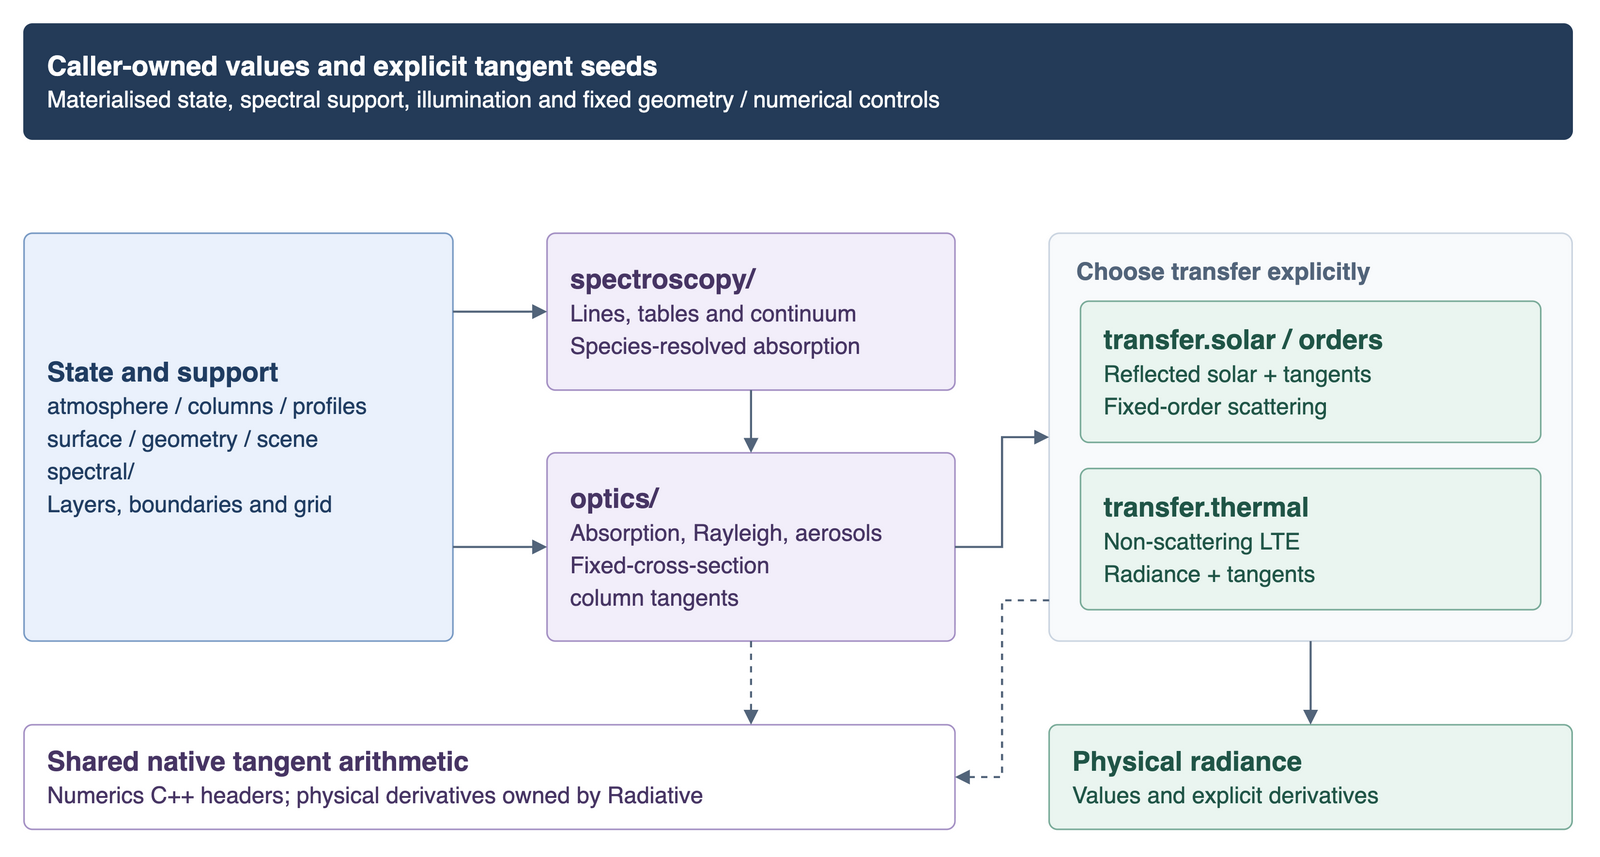 Caller-owned values and explicit tangent seeds
Materialised state, spectral support, illumination and fixed geometry / numerical controls
State and support
atmosphere / columns / profiles
surface / geometry / scene
spectral/
Layers, boundaries and grid
spectroscopy/
Lines, tables and continuum
Species-resolved absorption
optics/
Absorption, Rayleigh, aerosols
Fixed-cross-section
column tangents
Choose transfer explicitly
transfer.solar / orders
Reflected solar + tangents
Fixed-order scattering
transfer.thermal
Non-scattering LTE
Radiance + tangents
Shared native tangent arithmetic
Numerics C++ headers; physical derivatives owned by Radiative
Physical radiance
Values and explicit derivatives